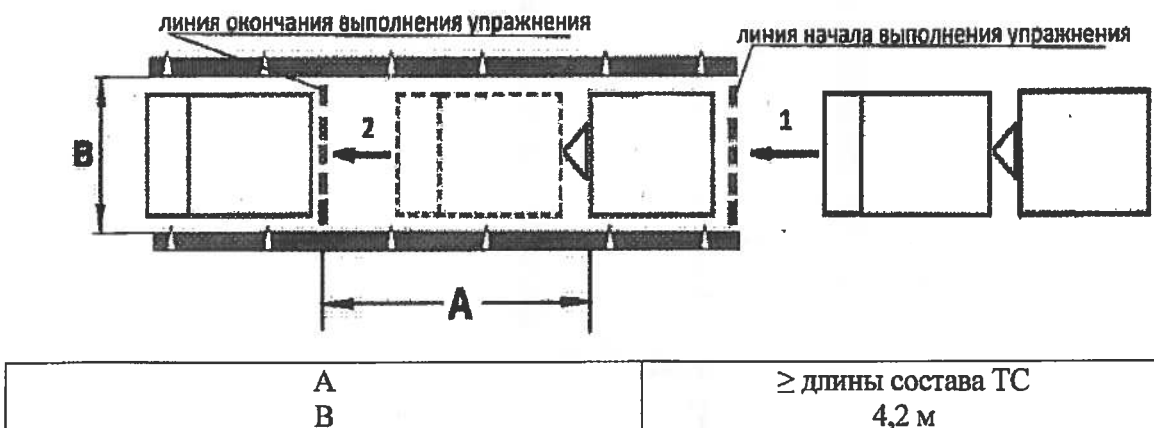 линия окончания выполнения упражнения
линия начала выполнения упражнения
2
1
В
А
А
≥ длины состава ТС
В
4,2 м